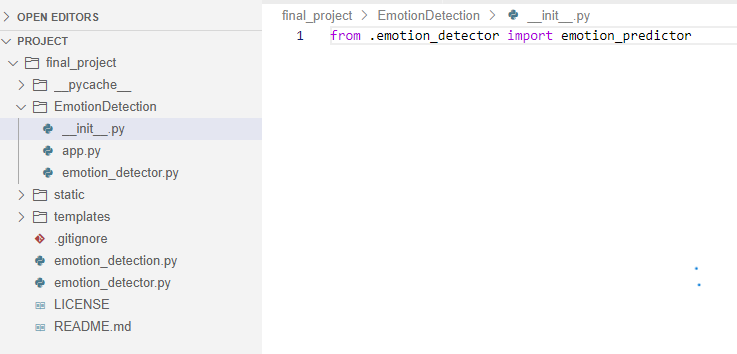 OPEN EDITORS
PROJECT
final_project
__pycache__
EmotionDetection
__init__.py
app.py
emotion_detector.py
static
templates
.gitignore
emotion_detection.py
emotion_detector.py
LICENSE
README.md
final_project > EmotionDetection > __init__.py
1 from .emotion_detector import emotion_predictor